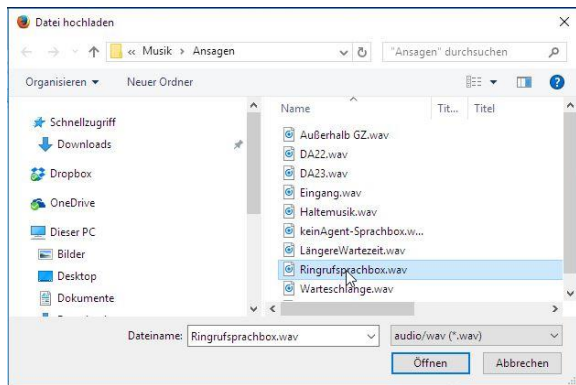 Datei hochladen
« Musik > Ansagen
"Ansagen" durchsuchen
Organisieren
Neuer Ordner
Schnellzugriff
Downloads
Dropbox
OneDrive
Dieser PC
Bilder
Desktop
Dokumente
Name
Tit...
Titel
Außerhalb GZ.wav
DA22.wav
DA23.wav
Eingang.wav
Haltemusik.wav
keinAgent-Sprachbox.w...
LängereWartezeit.wav
Ringrufsprachbox.wav
Warteschlange.wav
Dateiname: Ringrufsprachbox.wav
audio/wav (*.wav)
Öffnen
Abbrechen